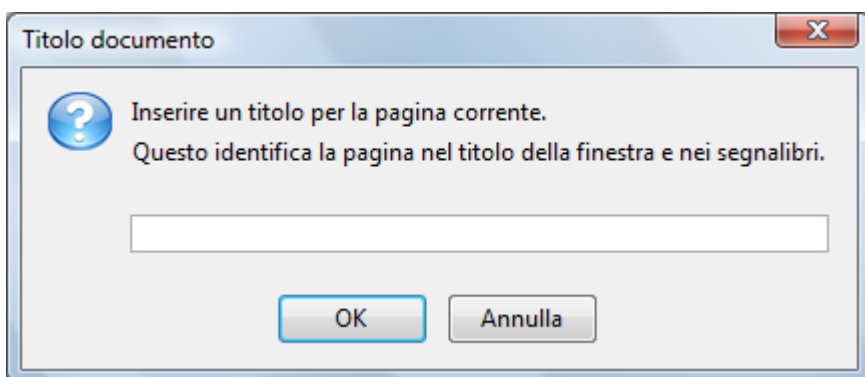 Titolo documento
Inserire un titolo per la pagina corrente.
Questo identifica la pagina nel titolo della finestra e nei segnalibri.
OK
Annulla